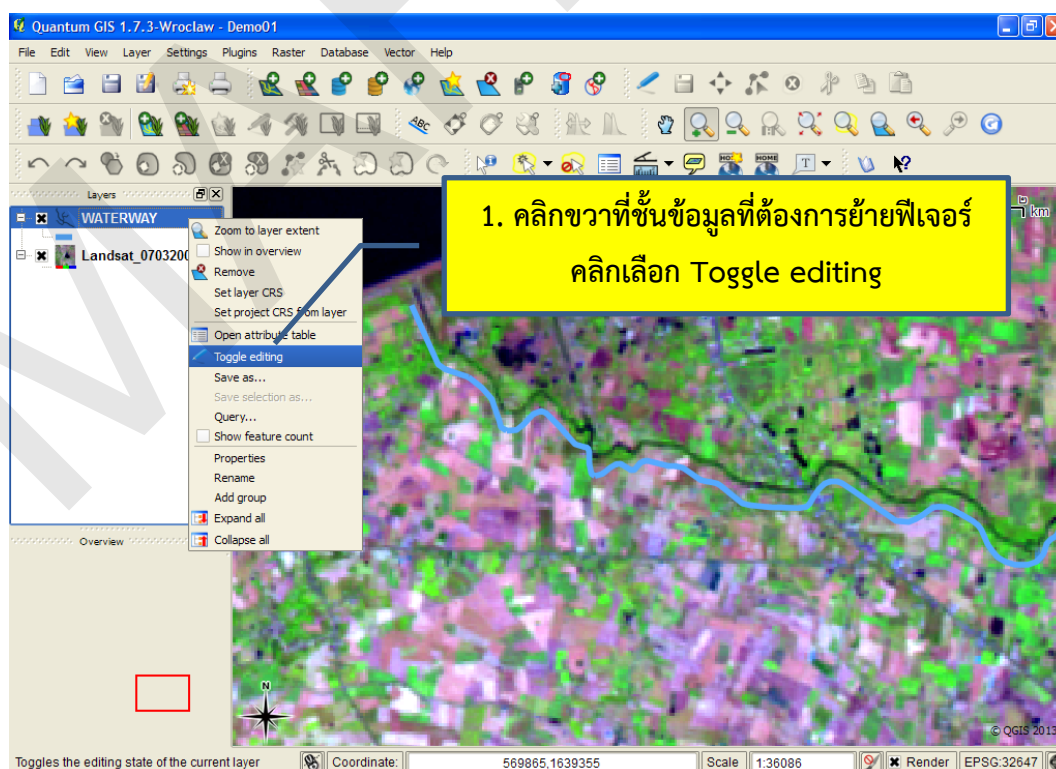 Quantum GIS 1.7.3-Wroclaw - Demo01
File Edit View Layer Settings Plugins Raster Database Vector Help
Layers
WATERWAY
Landsat_0703200
Zoom to layer extent
Show in overview
Remove
Set layer CRS
Set project CRS from layer
Open attribute table
Toggle editing
Save as...
Save selection as...
Query...
Show feature count
Properties
Rename
Add group
Expand all
Collapse all
1. คลิกขวาที่ชั้นข้อมูลที่ต้องการย้ายฟีเจอร์
คลิกเลือก Toggle editing
km
Overview
N
© QGIS 2013
Toggles the editing state of the current layer Coordinate: 569865,1639355 Scale 1:36086 Render EPSG:32647